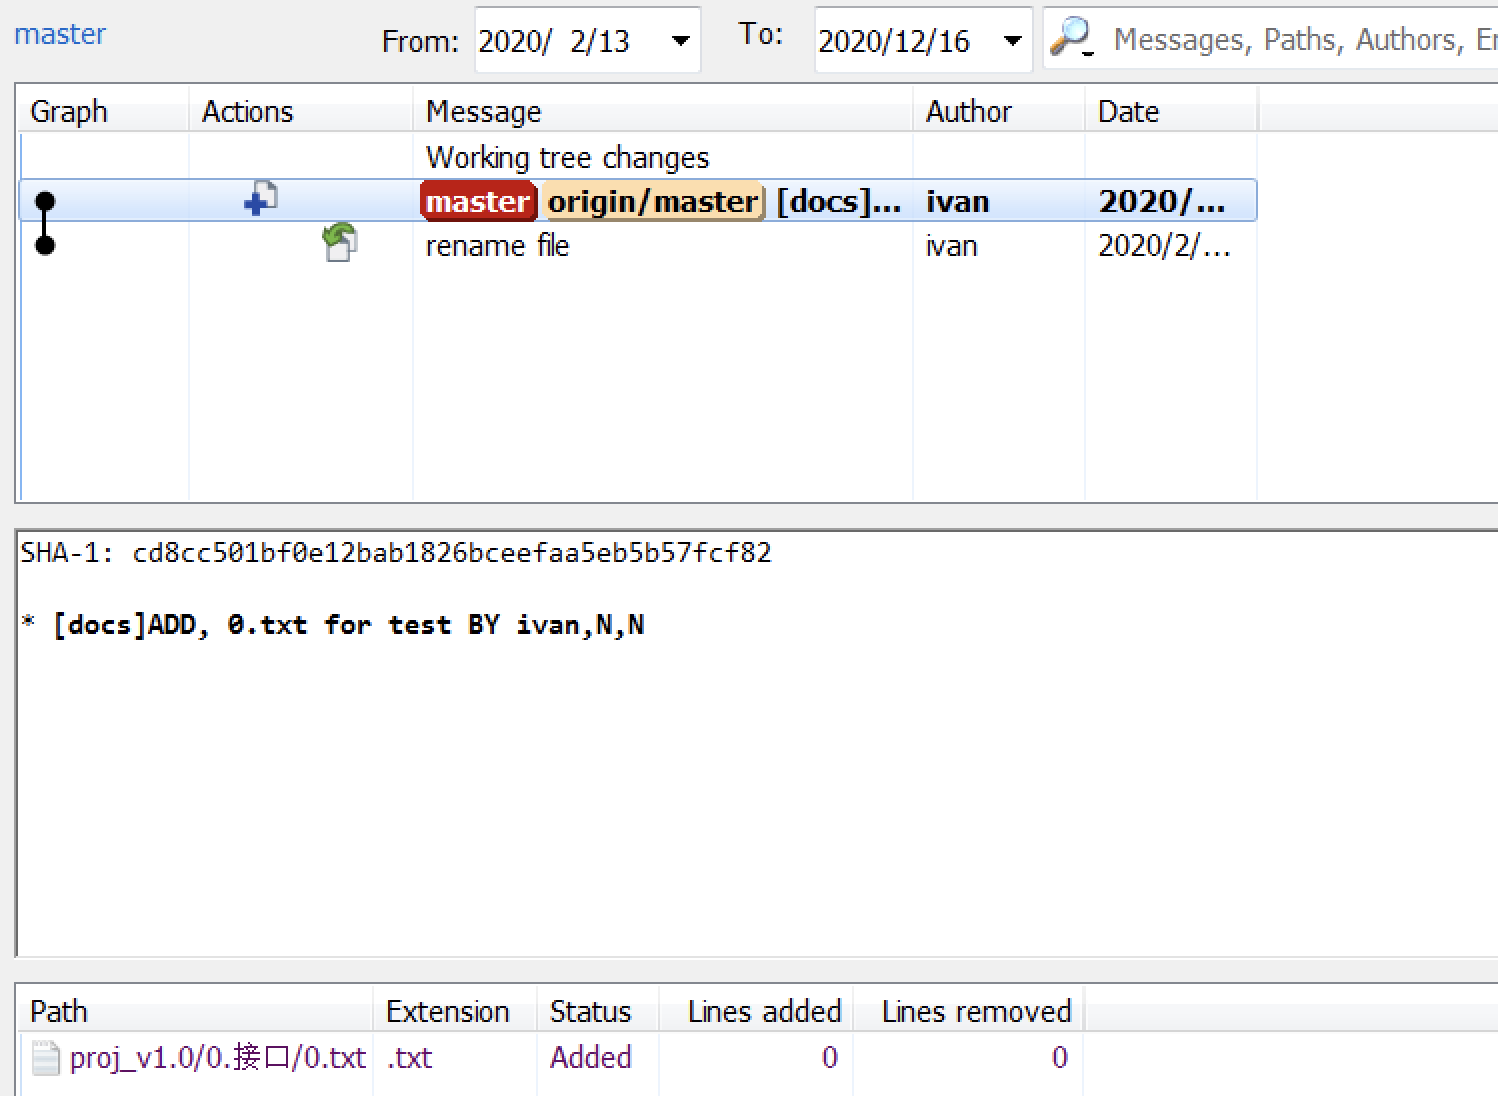 master From: 2020/ 2/13 To: 2020/12/16 Messages, Paths, Authors,
Graph Actions Message Author Date
Working tree changes
master origin/master [docs]... ivan 2020/...
rename file ivan 2020/2/...
SHA-1: cd8cc501bf0e12bab1826bceefaa5eb5b57fcf82
* [docs]ADD, 0.txt for test BY ivan,N,N
Path Extension Status Lines added Lines removed
proj_v1.0/0.接口/0.txt .txt Added 0 0